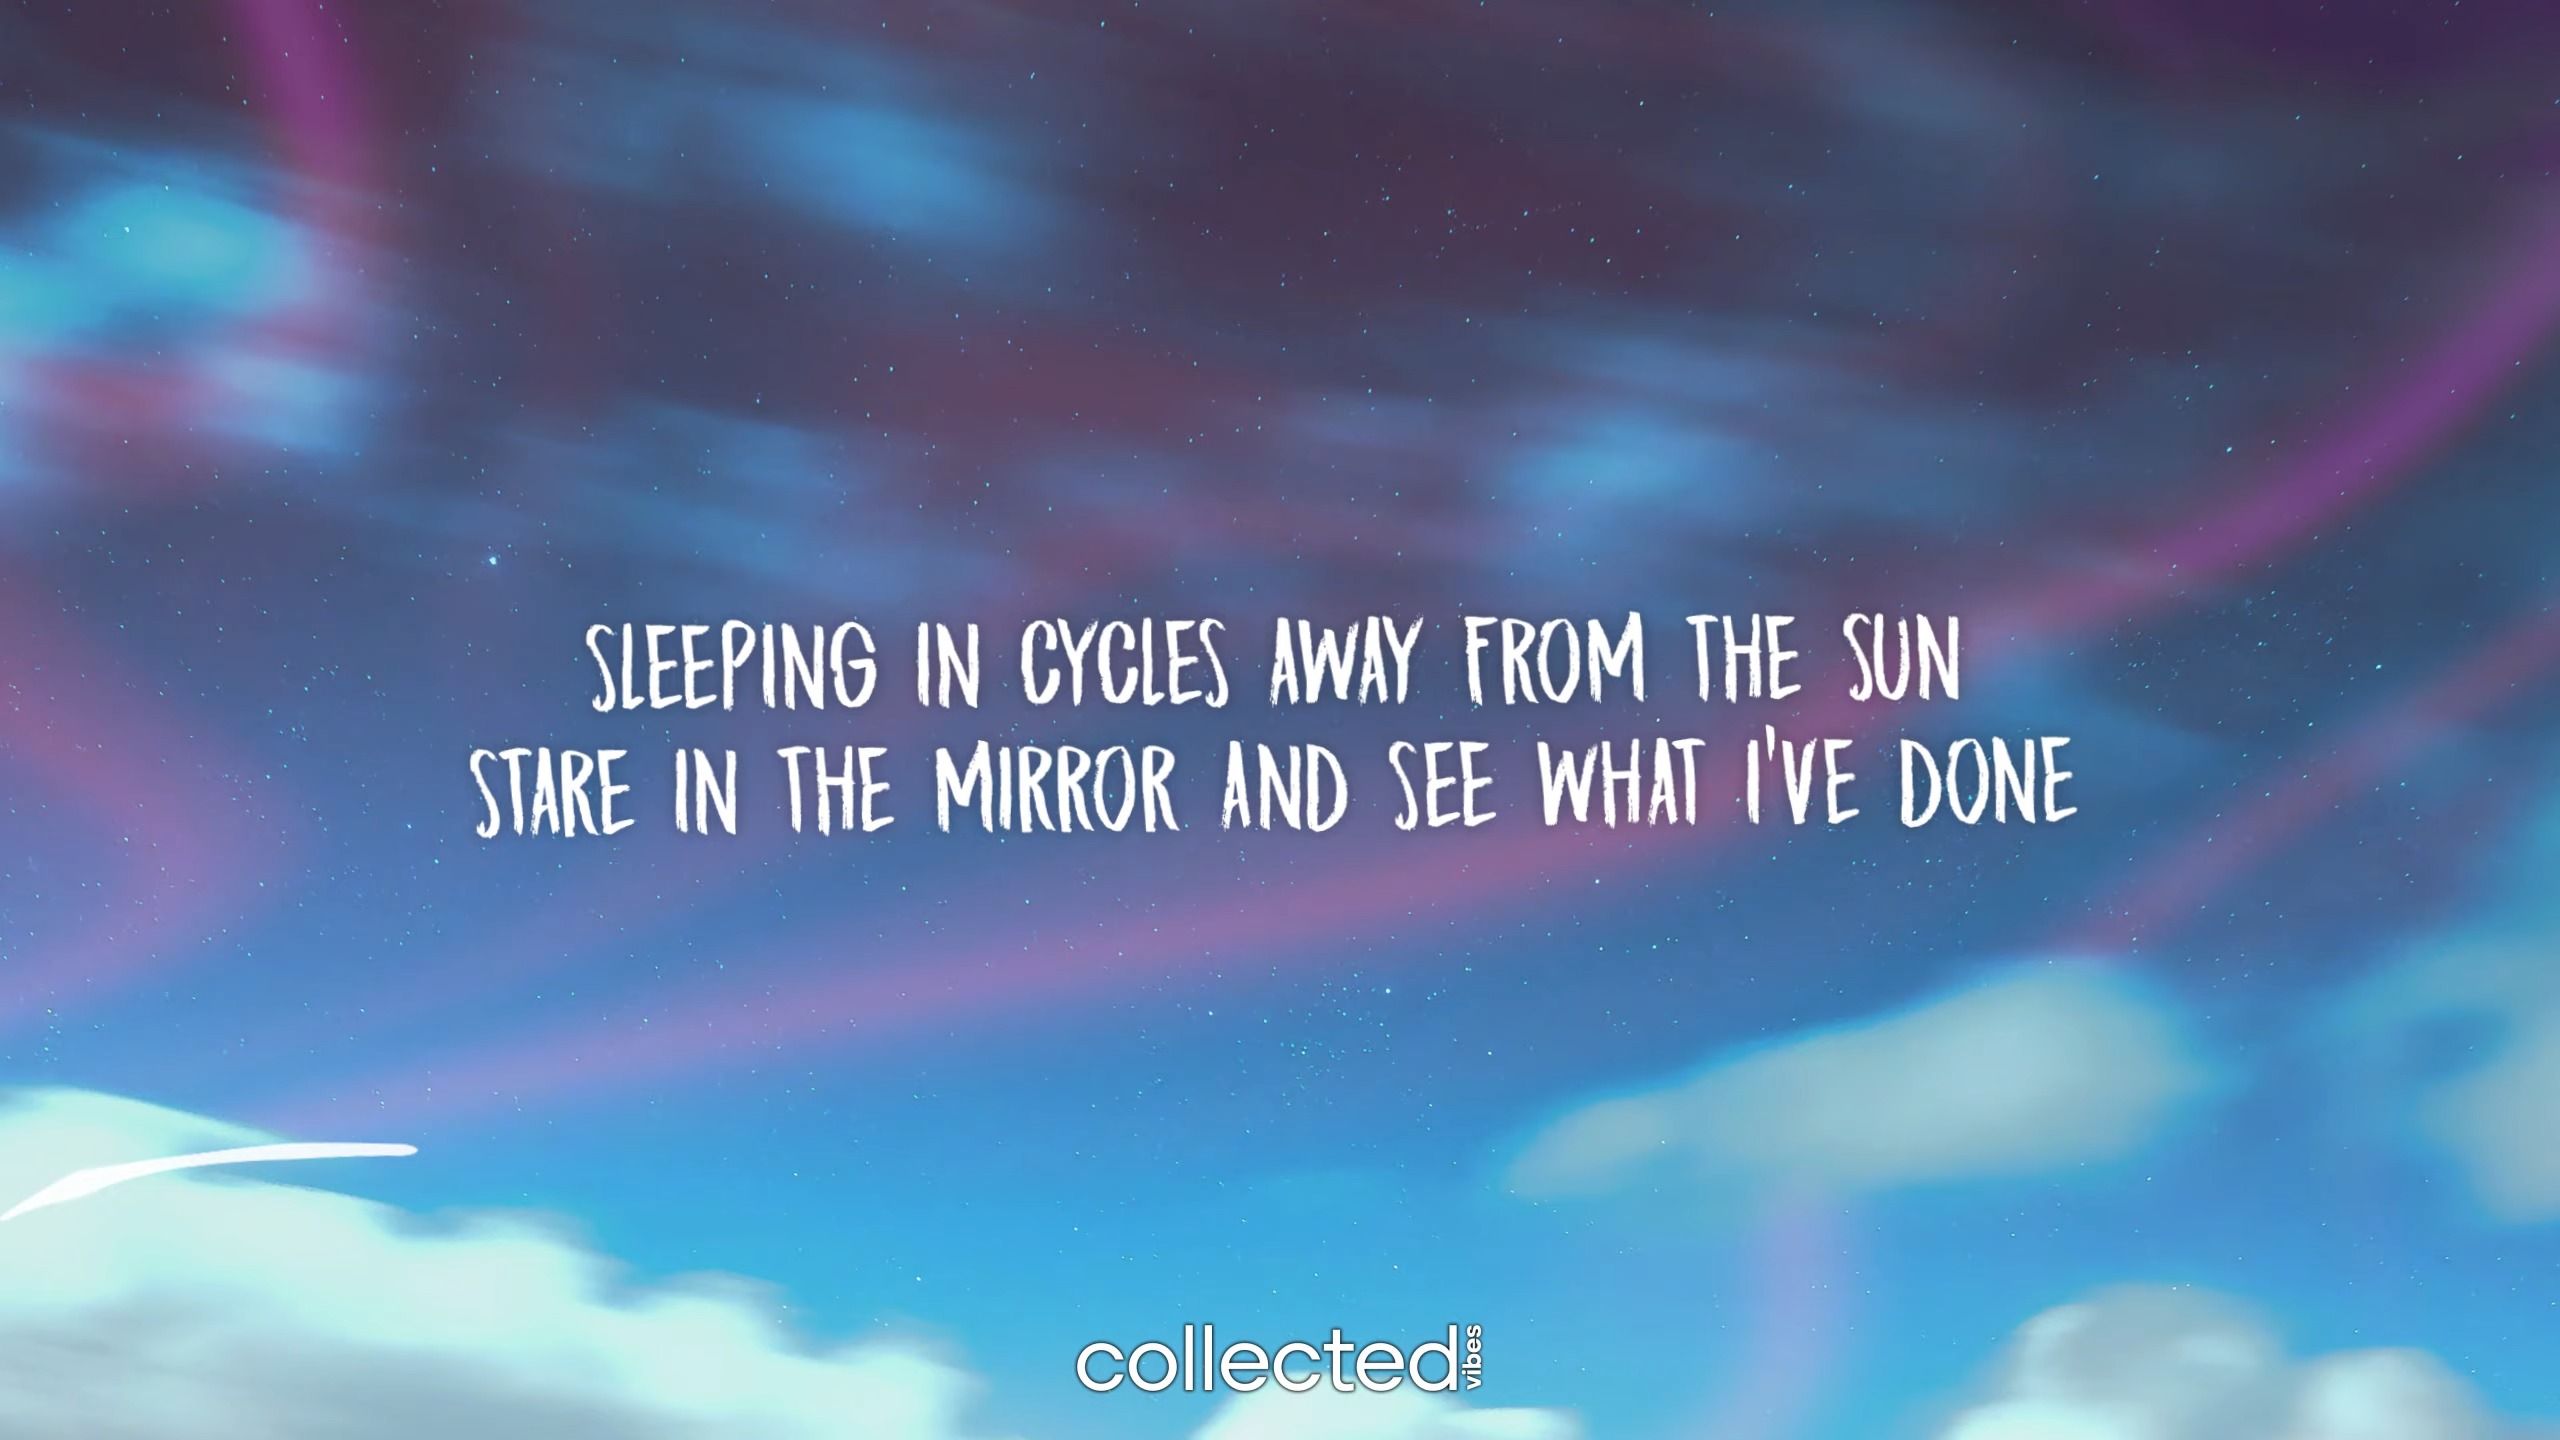 SLEEPING IN CYCLES AWAY FROM THE SUN
STARE IN THE MIRROR AND SEE WHAT I'VE DONE
collected vibes